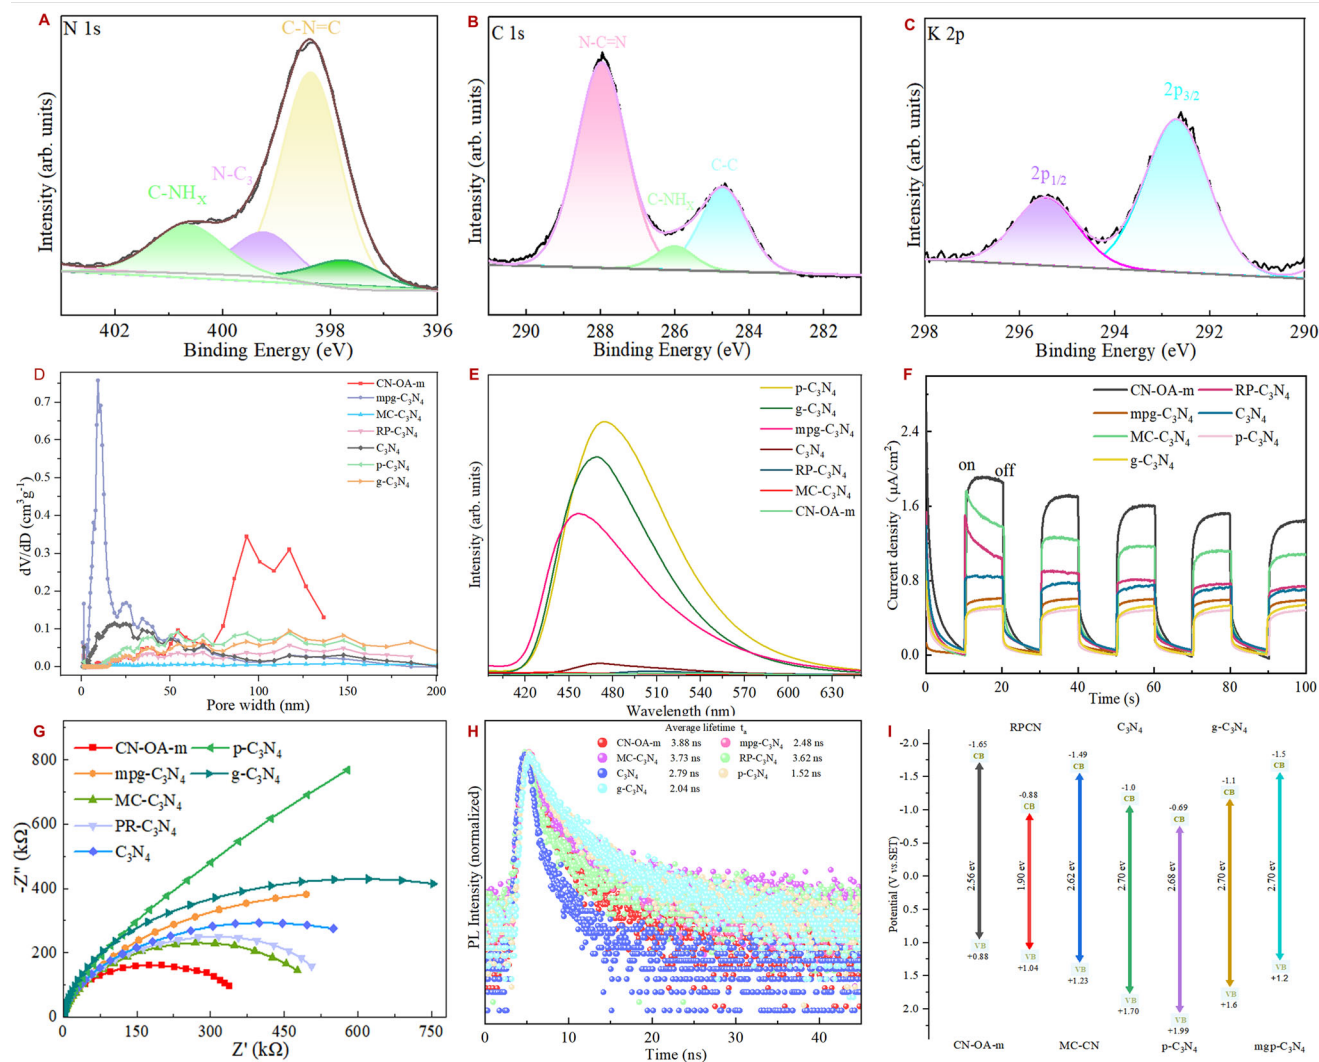 A
N 1s
C-N=C
N-C3
C-NHX
Intensity (arb. units)
402 400 398 396
Binding Energy (eV)
B
C 1s
N-C=N
C-NHX
C-C
Intensity (arb. units)
290 288 286 284 282
Binding Energy (eV)
C
K 2p
2p3/2
2p1/2
Intensity (arb. units)
298 296 294 292 290
Binding Energy (eV)
D
CN-OA-m
mpg-C3N4
MC-C3N4
RP-C3N4
C3N4
p-C3N4
g-C3N4
dV/dD (cm3g-1)
0.7
0.6
0.5
0.4
0.3
0.2
0.1
0.0
0 50 100 150 200
Pore width (nm)
E
p-C3N4
g-C3N4
mpg-C3N4
C3N4
RP-C3N4
MC-C3N4
CN-OA-m
Intensity (arb. units)
420 450 480 510 540 570 600 630
Wavelength (nm)
F
CN-OA-m RP-C3N4
mpg-C3N4 C3N4
MC-C3N4 p-C3N4
g-C3N4
on off
Current density (μA/cm2)
2.4
1.6
0.8
0.0
0 20 40 60 80 100
Time (s)
G
CN-OA-m p-C3N4
mpg-C3N4 g-C3N4
MC-C3N4
PR-C3N4
C3N4
-Z'' (kΩ)
800
600
400
200
0
0 150 300 450 600 750
Z' (kΩ)
H
Average lifetime ta
CN-OA-m 3.88 ns mpg-C3N4 2.48 ns
MC-C3N4 3.73 ns RP-C3N4 3.62 ns
C3N4 2.79 ns p-C3N4 1.52 ns
g-C3N4 2.04 ns
PL Intensity (normalized)
0 10 20 30 40
Time (ns)
I
RPCN C3N4 g-C3N4
Potential (V vs.SET)
-2.0
-1.5
-1.0
-0.5
0.0
0.5
1.0
1.5
2.0
-1.65
CB
2.56 ev
VB
+0.88
-0.88
CB
1.90 ev
VB
+1.04
-1.49
CB
2.02 ev
VB
+1.23
-1.0
CB
2.70 ev
VB
+1.70
-0.69
CB
2.68 ev
VB
+1.99
-1.1
CB
2.70 ev
VB
+1.6
-1.5
CB
2.70 ev
VB
+1.2
CN-OA-m MC-CN p-C3N4 mgp-C3N4